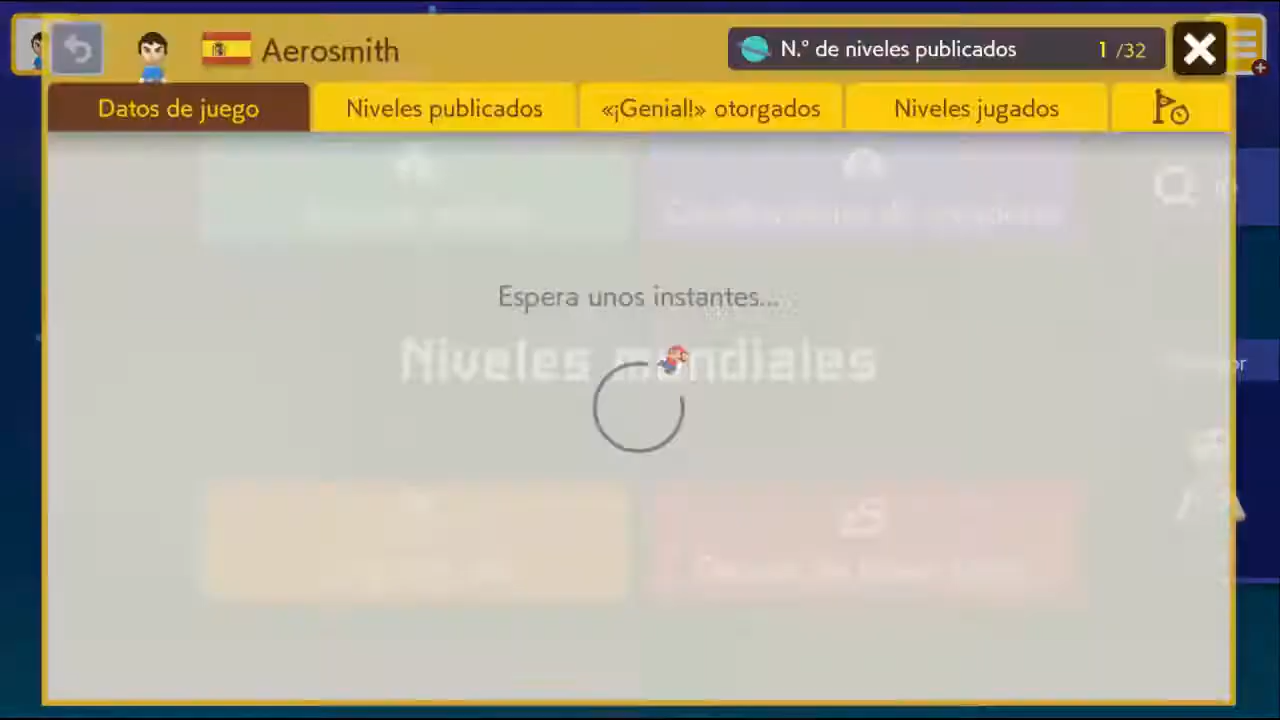 Aerosmith
N.º de niveles publicados 1 /32
Datos de juego
Niveles publicados
«¡Genial!» otorgados
Niveles jugados
Espera unos instantes...
Niveles mundiales